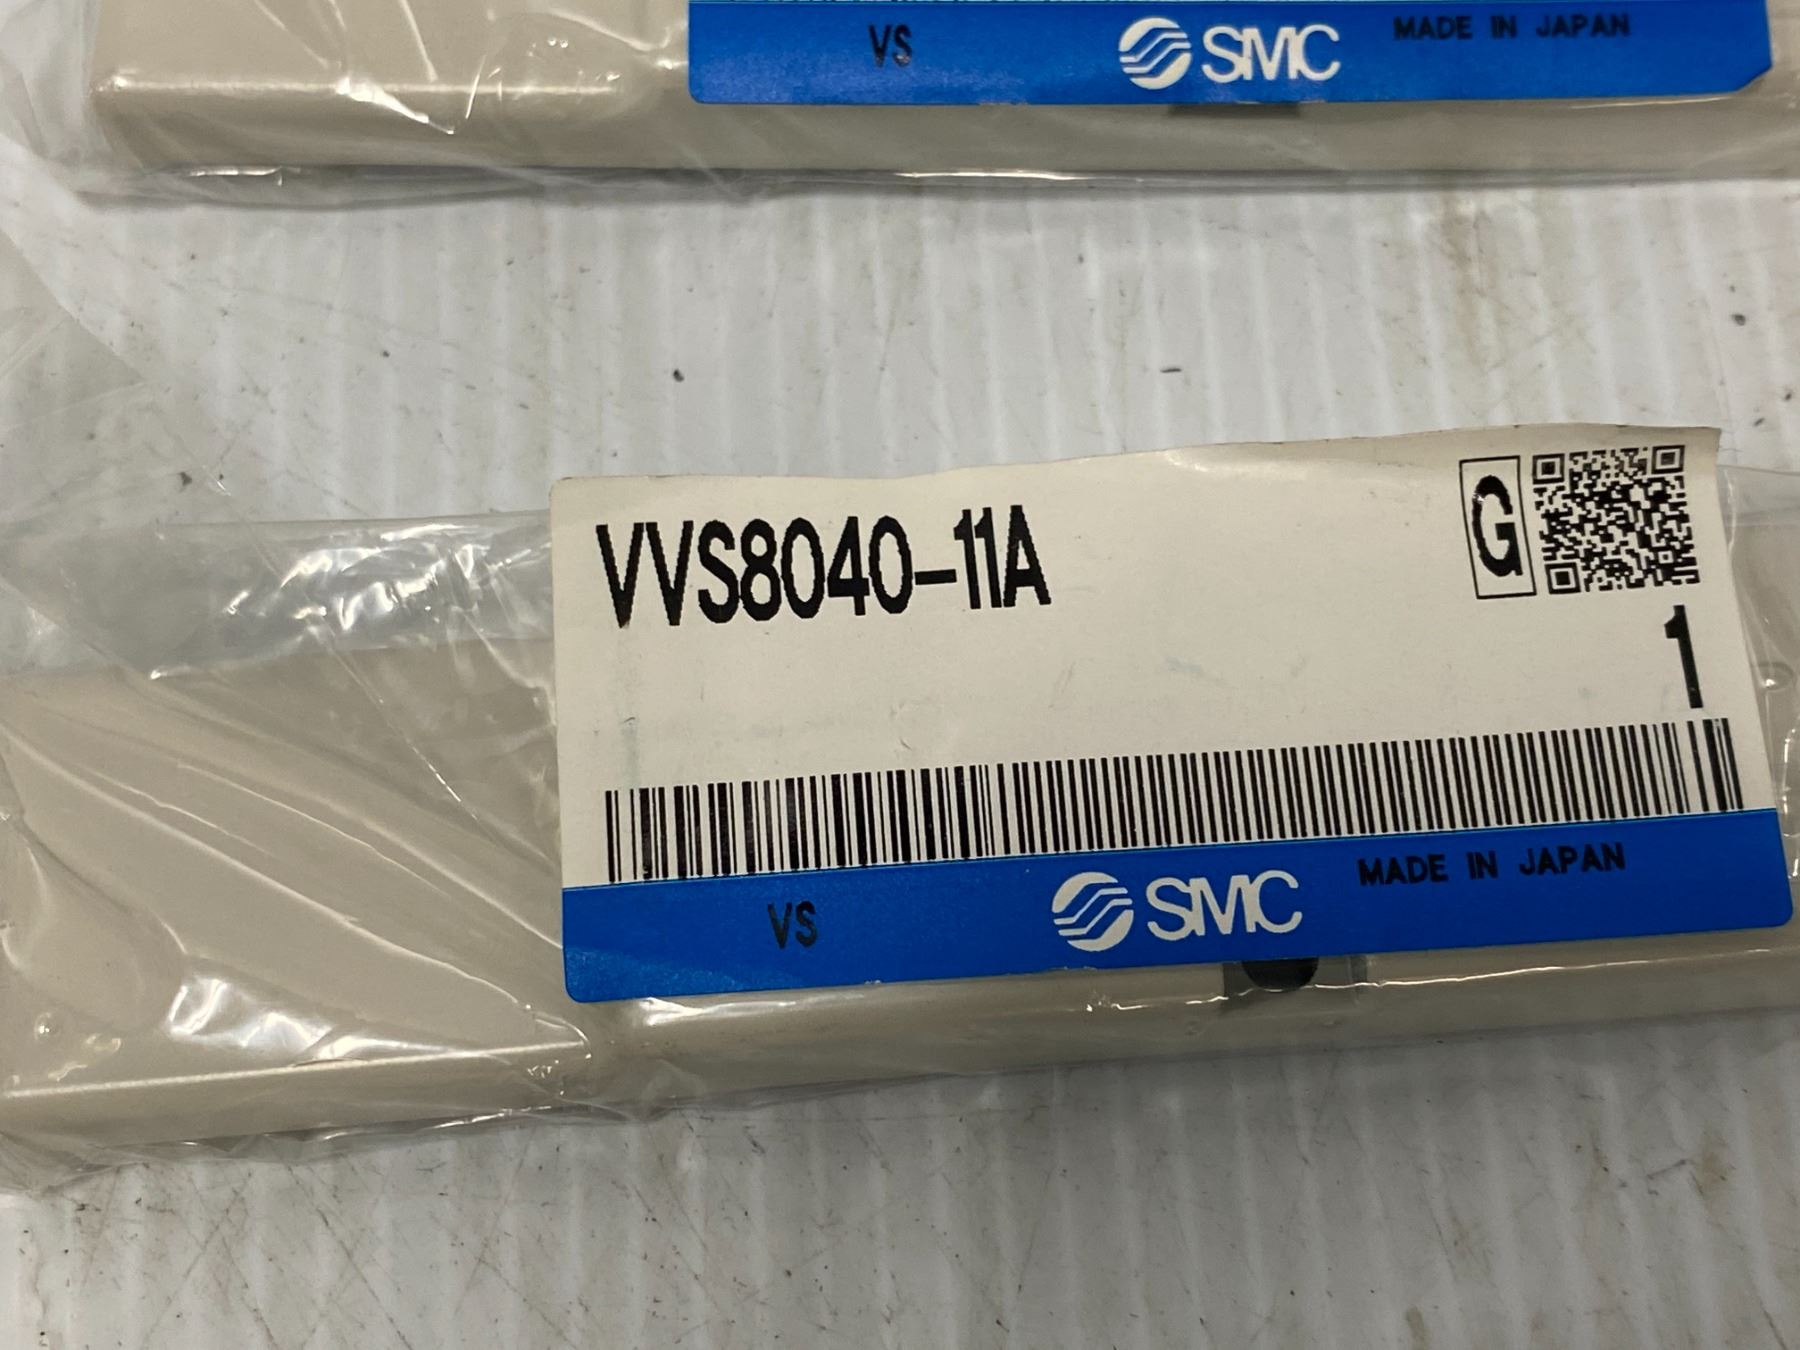 VS SMC MADE IN JAPAN
VVS8040-11A
G
1
VS SMC MADE IN JAPAN